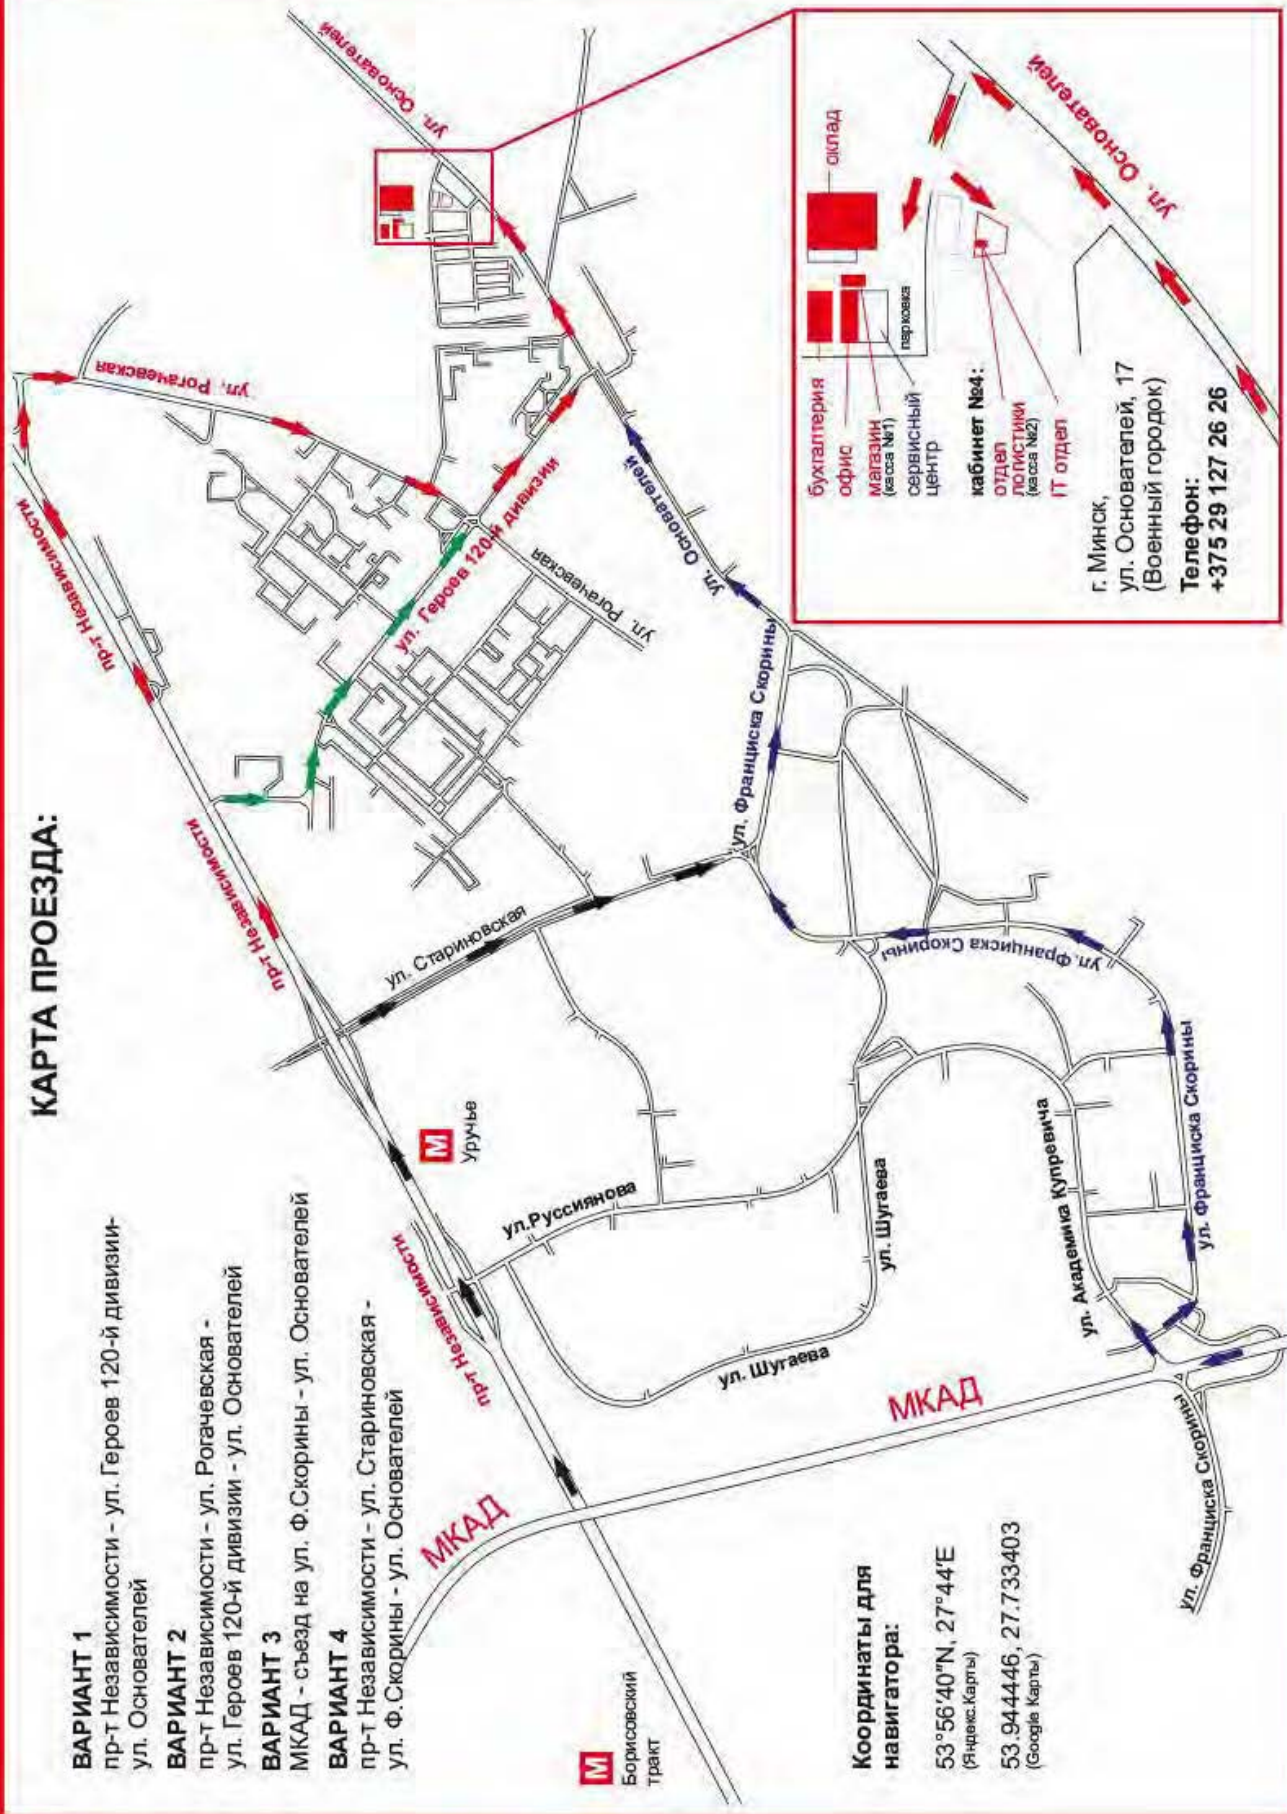 КАРТА ПРОЕЗДА:
ВАРИАНТ 1
пр-т Независимости - ул. Героев 120-й дивизии-
ул. Основателей
ВАРИАНТ 2
пр-т Независимости - ул. Рогачевская -
ул. Героев 120-й дивизии - ул. Основателей
ВАРИАНТ 3
МКАД - съезд на ул. Ф.Скорины - ул. Основателей
ВАРИАНТ 4
пр-т Независимости - ул. Стариновская -
ул. Ф.Скорины - ул. Основателей
М
Борисовский
тракт
МКАД
пр-т Независимости
М
Уручье
ул.Руссиянова
ул. Шугаева
ул. Шугаева
МКАД
ул. Стариновская
пр-т Независимости
пр-т Независимости
ул. Рогачевская
ул. Героев 120-й дивизии
ул. Рогачевская
ул. Основателей
ул. Основателей
ул. Франциска Скорины
ул. Франциска Скорины
ул. Академика Купревича
ул. Франциска Скорины
ул. Франциска Скорины
Координаты для
навигатора:
53°56'40"N, 27°44'E
(Яндекс.Карты)
53.944446, 27.733403
(Google Карты)
бухгалтерия
офис
магазин
(касса №1)
сервисный
центр
парковка
склад
кабинет №4:
отдел
логистики
(касса №2)
IT отдел
ул. Основателей
г. Минск,
ул. Основателей, 17
(Военный городок)
Телефон:
+375 29 127 26 26